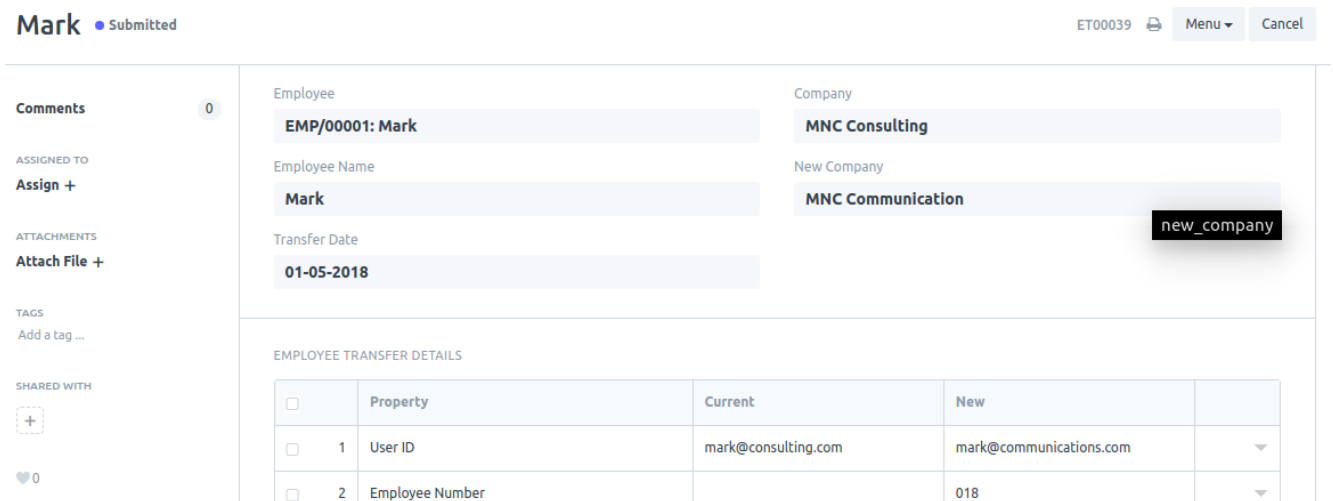 Mark Submitted ET00039 Menu Cancel
Comments 0
ASSIGNED TO
Assign +
ATTACHMENTS
Attach File +
TAGS
Add a tag ...
SHARED WITH
+
0
Employee
EMP/00001: Mark
Employee Name
Mark
Transfer Date
01-05-2018
Company
MNC Consulting
New Company
MNC Communication
new_company
EMPLOYEE TRANSFER DETAILS
Property Current New
1 User ID mark@consulting.com mark@communications.com
2 Employee Number 018